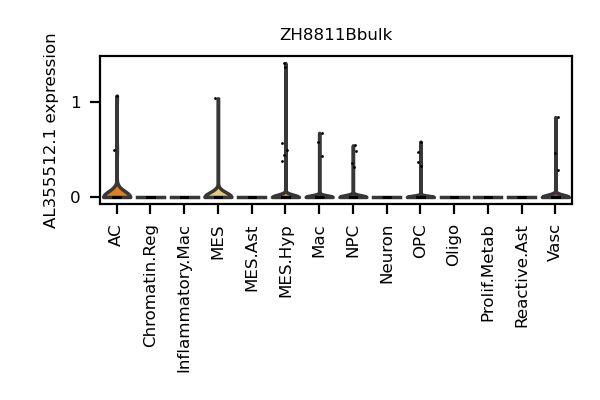 ZH8811Bbulk
AL355512.1 expression
1
0
AC
Chromatin.Reg
Inflammatory.Mac
MES
MES.Ast
MES.Hyp
Mac
NPC
Neuron
OPC
Oligo
Prolif.Metab
Reactive.Ast
Vasc